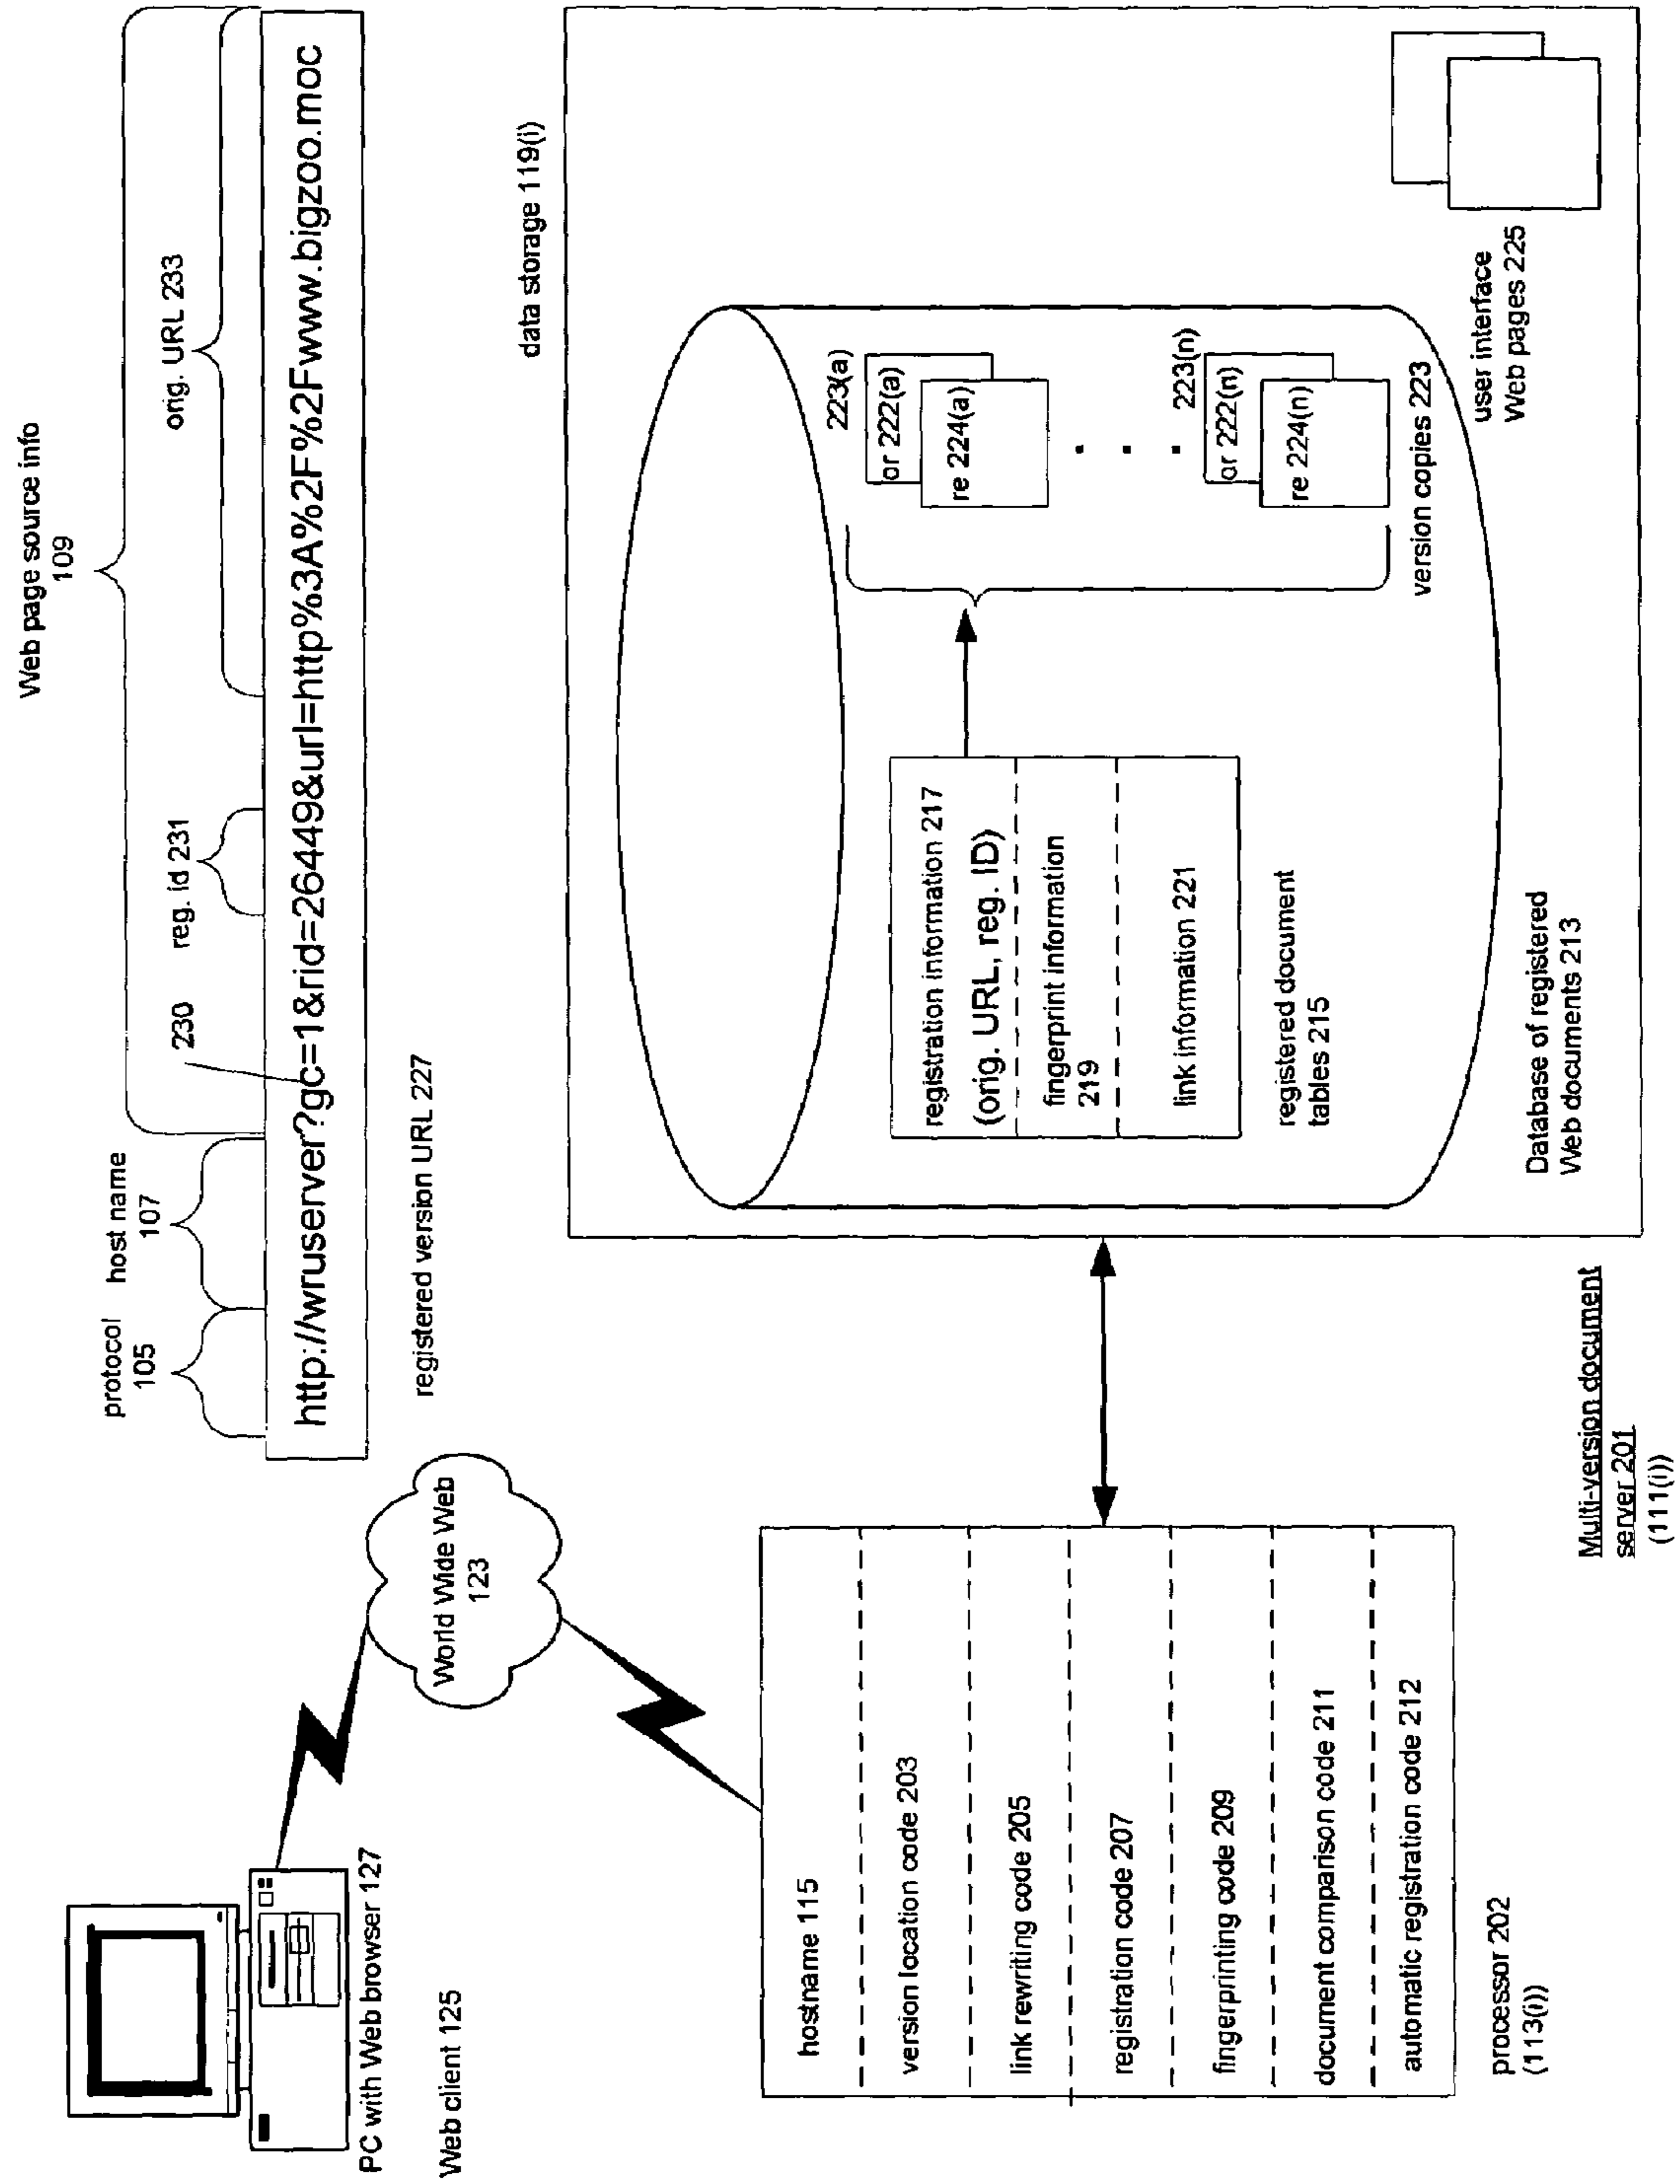 Web page source info
109
protocol
105
host name
107
230
reg. id 231
orig. URL 233
http://wruserver?gc=1&rid=26449&url=http%3A%2F%2Fwww.bigzoo.moc
registered version URL 227
PC with Web browser 127
Web client 125
World Wide Web
123
data storage 119(i)
hostname 115
version location code 203
link rewriting code 205
registration code 207
fingerprinting code 209
document comparison code 211
automatic registration code 212
processor 202
(113(i))
registration information 217
(orig. URL, reg. ID)
fingerprint information
219
link information 221
registered document
tables 215
223(a)
or 222(a)
re 224(a)
. . .
223(n)
or 222(n)
re 224(n)
version copies 223
Database of registered
Web documents 213
user interface
Web pages 225
Multi-version document
server 201
(111(i))